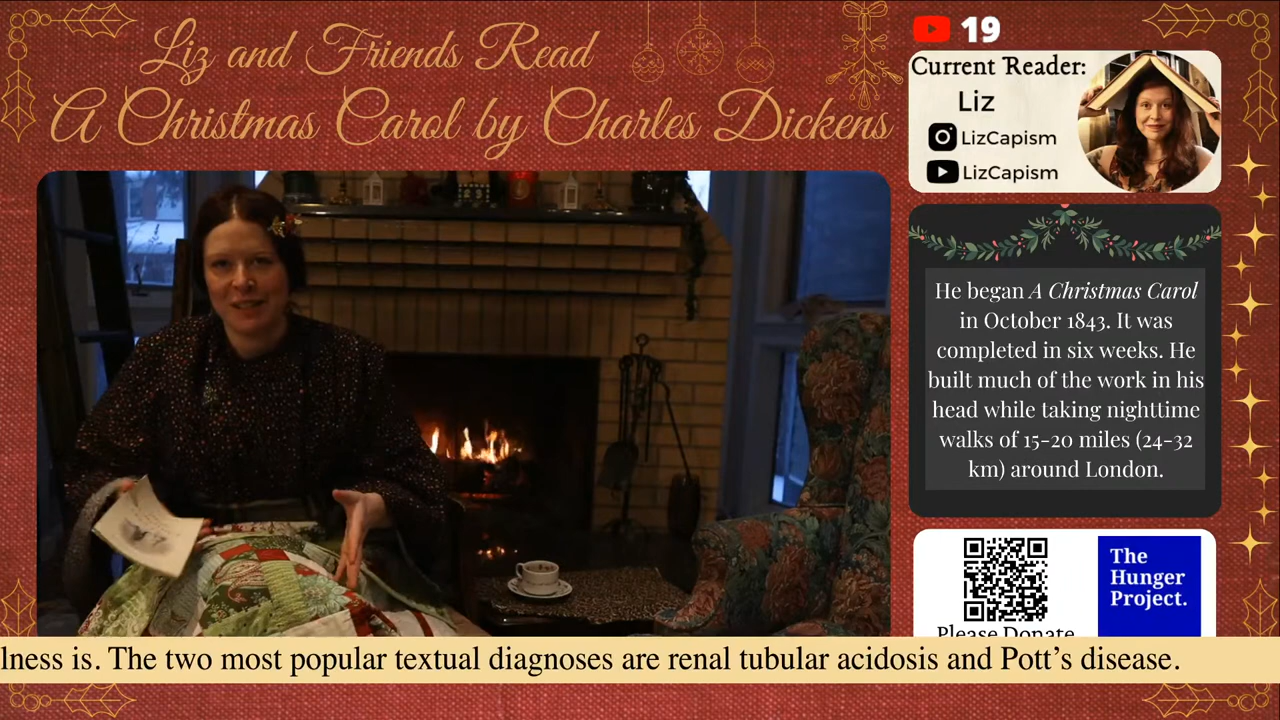 Liz and Friends Read
A Christmas Carol by Charles Dickens
19
Current Reader:
Liz
LizCapism
LizCapism
He began A Christmas Carol
in October 1843. It was
completed in six weeks. He
built much of the work in his
head while taking nighttime
walks of 15-20 miles (24-32
km) around London.
The
Hunger
Project.
Please Donate
lness is. The two most popular textual diagnoses are renal tubular acidosis and Pott's disease.